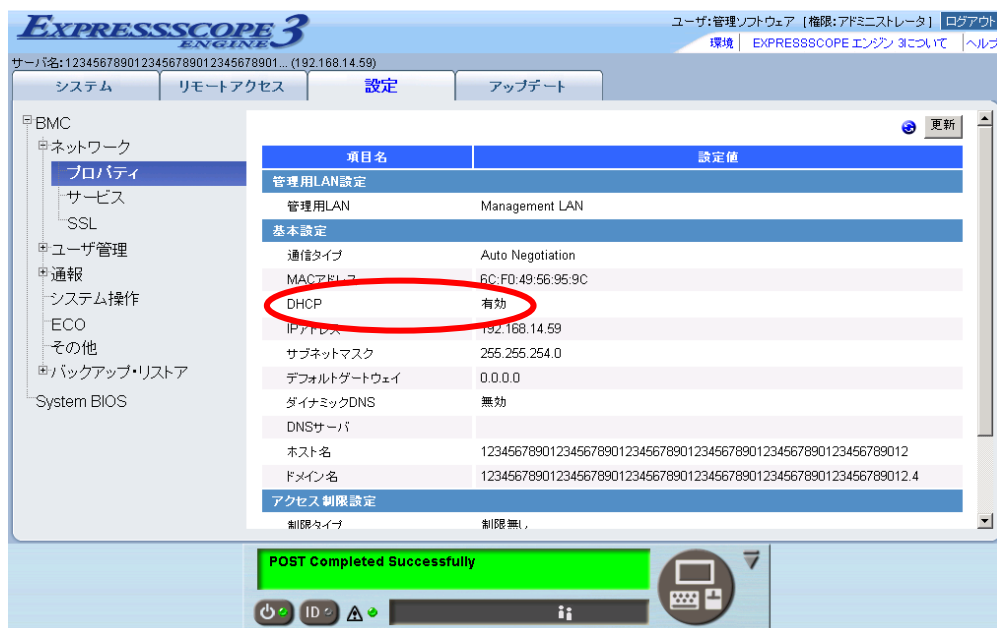 EXPRESSSCOPE
ENGINE 3
ユーザ:管理ソフトウェア [権限:アドミニストレータ] ログアウト
環境 EXPRESSSCOPE エンジン 3について ヘルプ
サーバ名:1234567890123456789012345678901... (192.168.14.59)
システム リモートアクセス 設定 アップデート
BMC
ネットワーク
プロパティ
サービス
SSL
ユーザ管理
通報
システム操作
ECO
その他
バックアップ・リストア
System BIOS
更新
項目名 設定値
管理用LAN設定
管理用LAN Management LAN
基本設定
通信タイプ Auto Negotiation
MACアドレス 6C:F0:49:56:95:9C
DHCP 有効
IPアドレス 192.168.14.59
サブネットマスク 255.255.254.0
デフォルトゲートウェイ 0.0.0.0
ダイナミックDNS 無効
DNSサーバ
ホスト名 12345678901234567890123456789012345678901234567890123456789012
ドメイン名 12345678901234567890123456789012345678901234567890123456789012.4
アクセス制限設定
制限タイプ 制限無し
POST Completed Successfully
ID